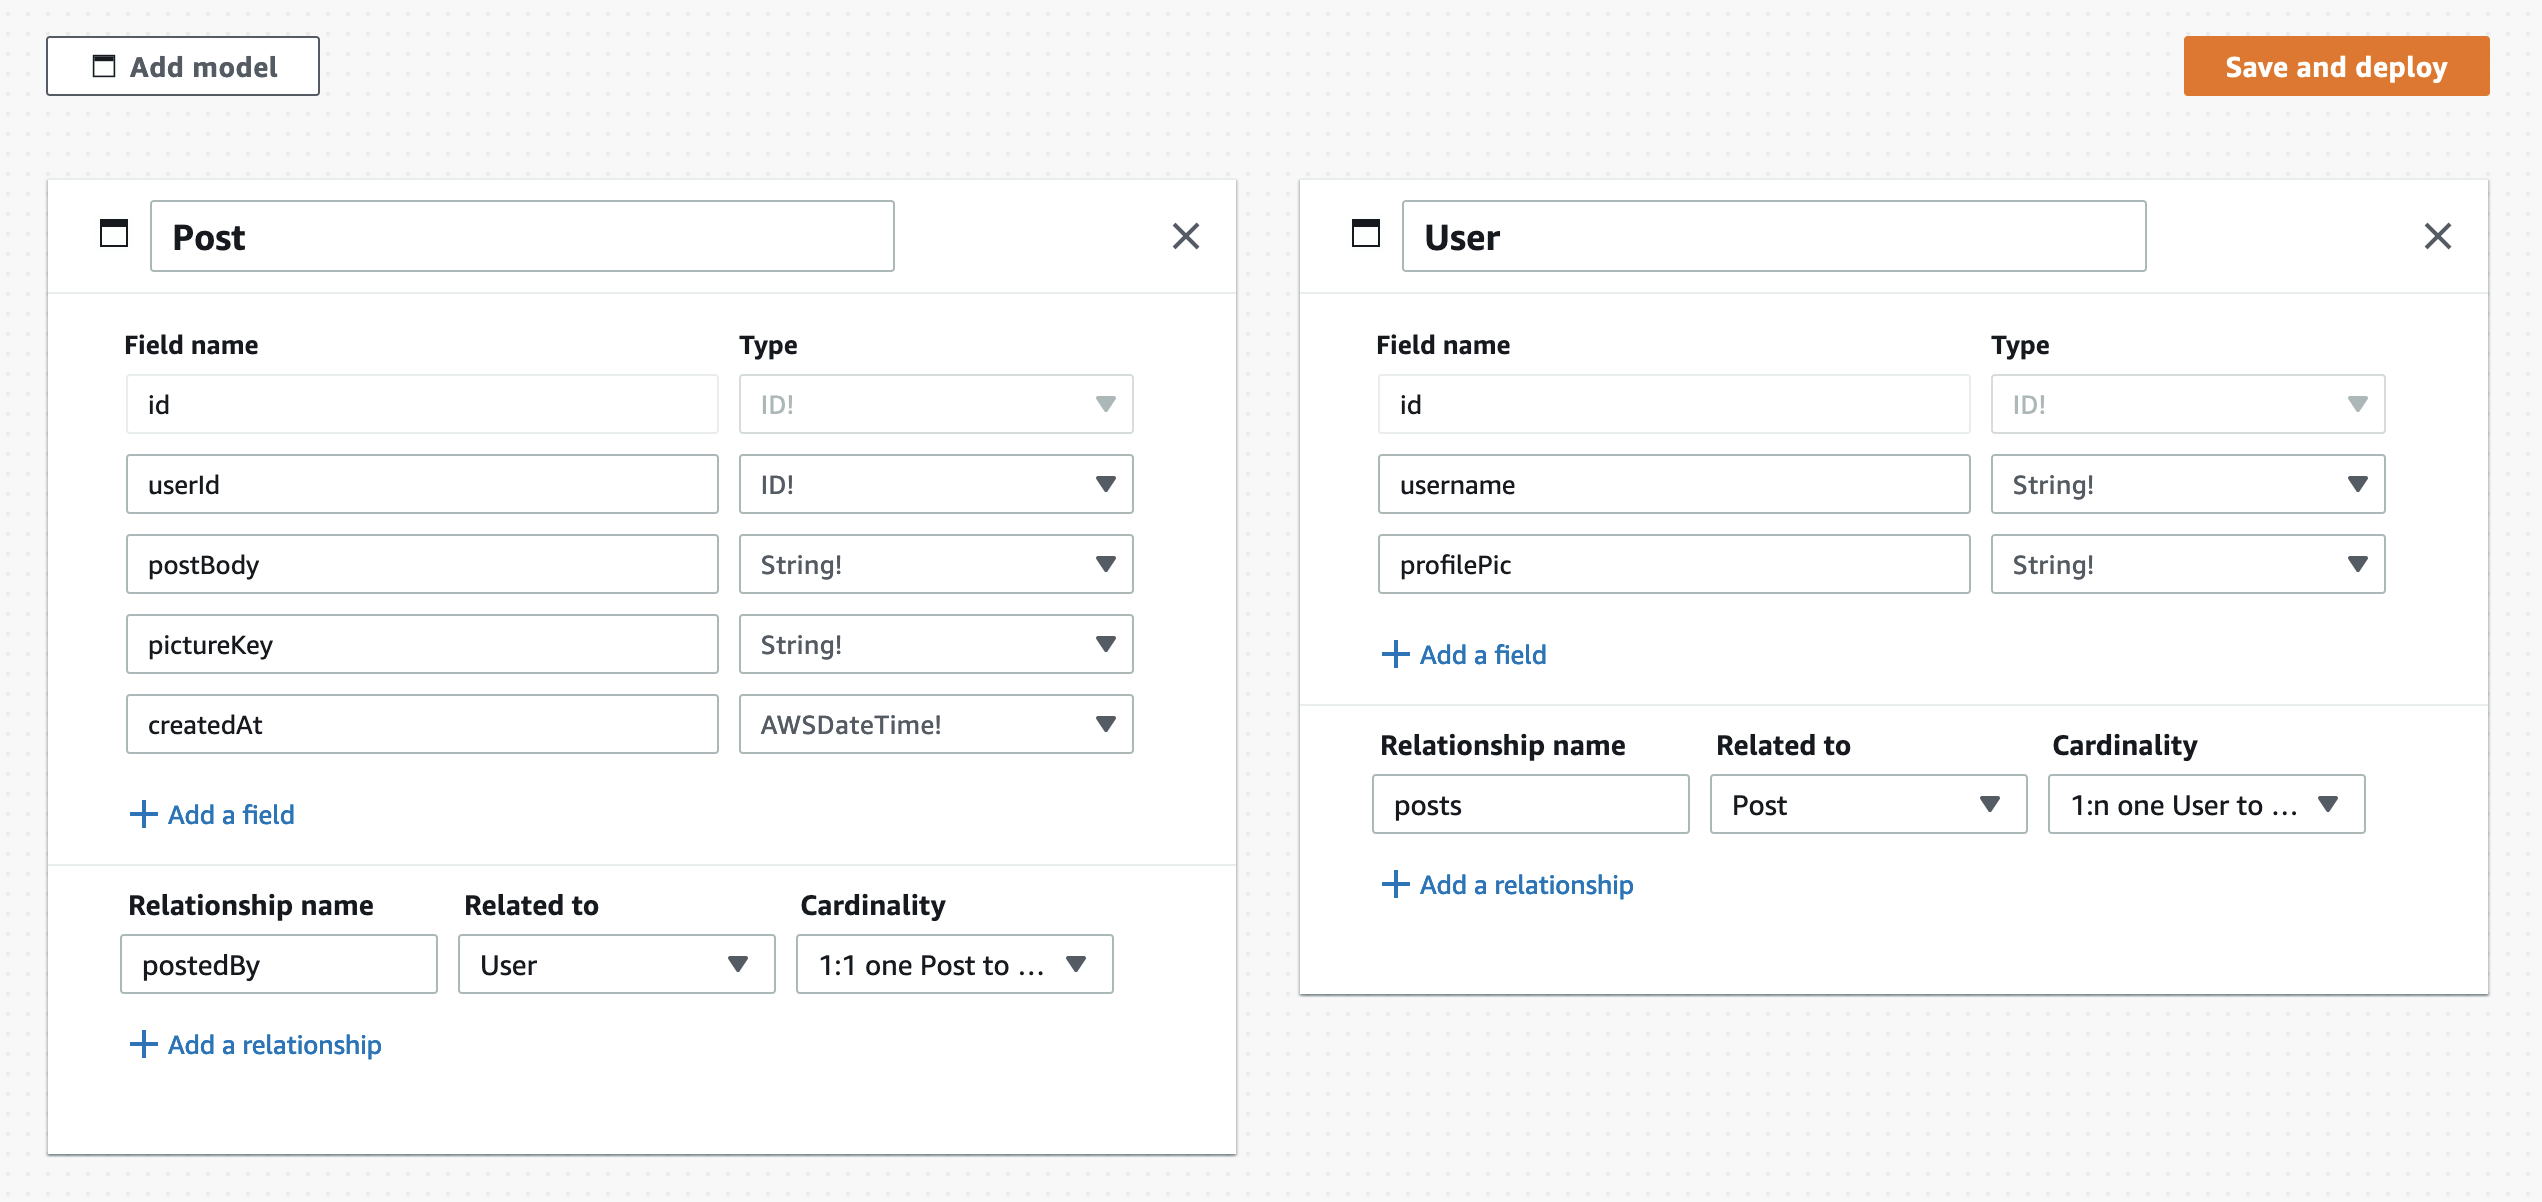 Add model
Save and deploy
Post
Field name Type
id ID!
userId ID!
postBody String!
pictureKey String!
createdAt AWSDateTime!
Add a field
Relationship name Related to Cardinality
postedBy User 1:1 one Post to ...
Add a relationship
User
Field name Type
id ID!
username String!
profilePic String!
Add a field
Relationship name Related to Cardinality
posts Post 1:n one User to ...
Add a relationship